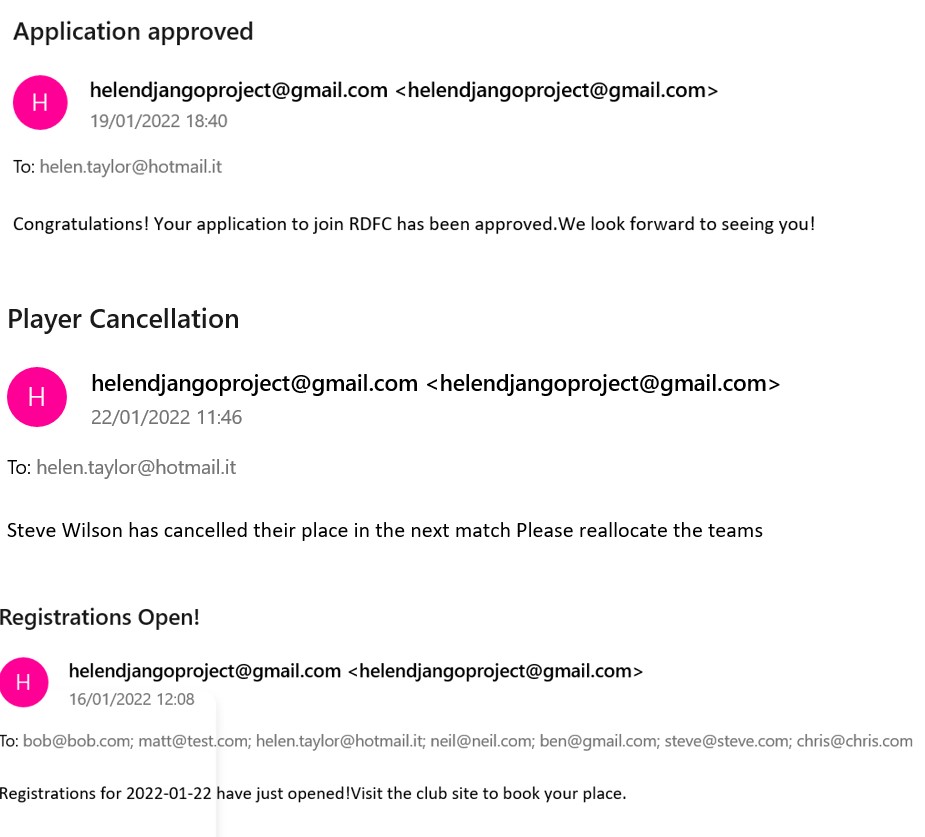 Application approved
H
helendjangoproject@gmail.com <helendjangoproject@gmail.com>
19/01/2022 18:40
To: helen.taylor@hotmail.it
Congratulations! Your application to join RDFC has been approved.We look forward to seeing you!
Player Cancellation
H
helendjangoproject@gmail.com <helendjangoproject@gmail.com>
22/01/2022 11:46
To: helen.taylor@hotmail.it
Steve Wilson has cancelled their place in the next match Please reallocate the teams
Registrations Open!
H
helendjangoproject@gmail.com <helendjangoproject@gmail.com>
16/01/2022 12:08
To: bob@bob.com; matt@test.com; helen.taylor@hotmail.it; neil@neil.com; ben@gmail.com; steve@steve.com; chris@chris.com
Registrations for 2022-01-22 have just opened!Visit the club site to book your place.